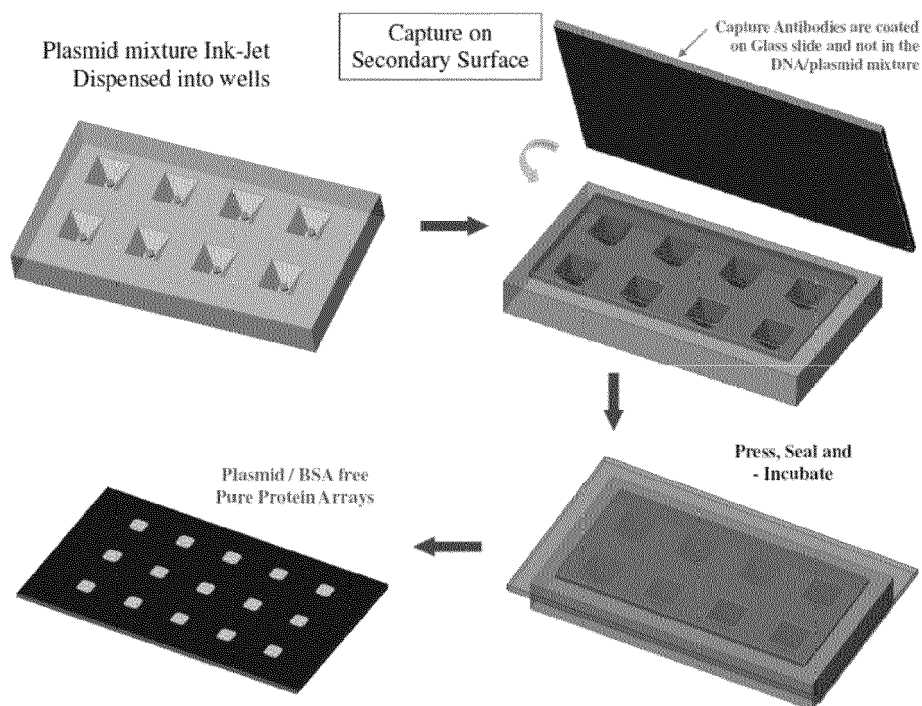 Plasmid mixture Ink-Jet
Dispensed into wells
Capture on
Secondary Surface
Capture Antibodies are coated
on Glass slide and not in the
DNA/plasmid mixture
Press, Seal and
- Incubate
Plasmid / BSA free
Pure Protein Arrays